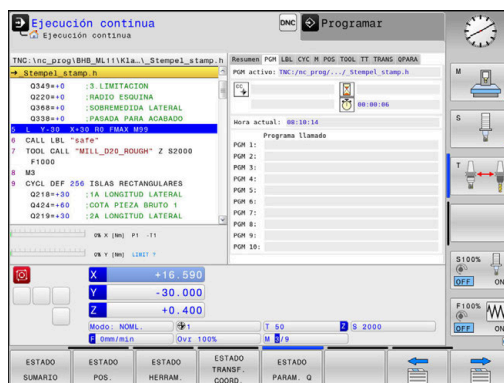 Ejecución continua
Ejecución continua
DNC
Programar
TNC:\nc_prog\BHB_ML11\Kla…\_Stempel_stamp.h
→_Stempel_stamp.h
Q349=+0 ;3.LIMITACION
Q220=+0 ;RADIO ESQUINA
Q368=+0 ;SOBREMEDIDA LATERAL
Q338=+0 ;PASADA PARA ACABADO
5 L Y-30 X+30 R0 FMAX M99
6 CALL LBL "safe"
7 TOOL CALL "MILL_D20_ROUGH" Z S2000
F1000
8 M3
9 CYCL DEF 256 ISLAS RECTANGULARES
Q218=+30 ;1A LONGITUD LATERAL
Q424=+60 ;COTA PIEZA BRUTO 1
Q219=+30 ;2A LONGITUD LATERAL
0% X [Nm] P1 -T1
0% Y [Nm] LIMIT 1
Resumen PGM LBL CYC M POS TOOL TT TRANS QPARA
PGM activo: TNC:/nc_prog/.../_Stempel_stamp.h
CC
00:00:06
Hora actual: 08:10:14
Programa llamado
PGM 1:
PGM 2:
PGM 3:
PGM 4:
PGM 5:
PGM 6:
PGM 7:
PGM 8:
PGM 9:
PGM 10:
X +16.590
Y -30.000
Z +0.400
Modo: NOML. 1 T 50 Z S 2000
F 0mm/min Ovr 100% M 3/9
M
S
T
S100%
OFF ON
F100%
OFF ON
ESTADO SUMARIO
ESTADO POS.
ESTADO HERRAM.
ESTADO TRANSF. COORD.
ESTADO PARAM. Q